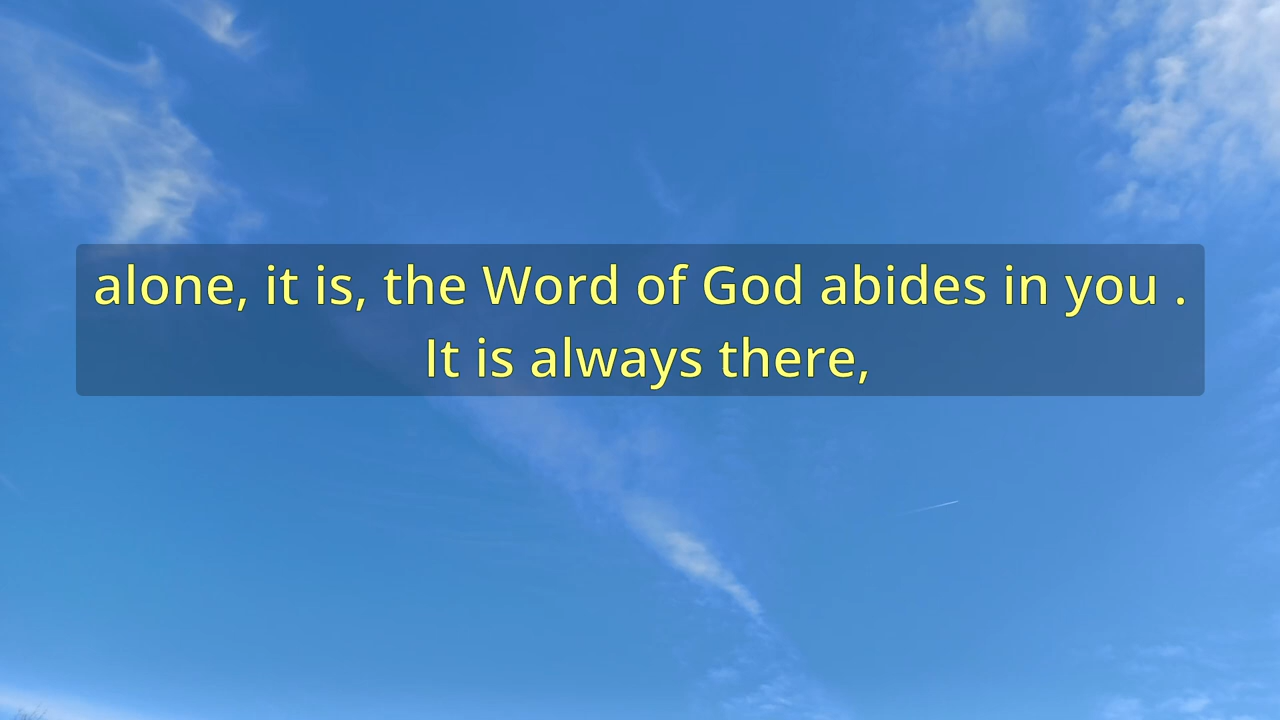 alone, it is, the Word of God abides in you .
It is always there,